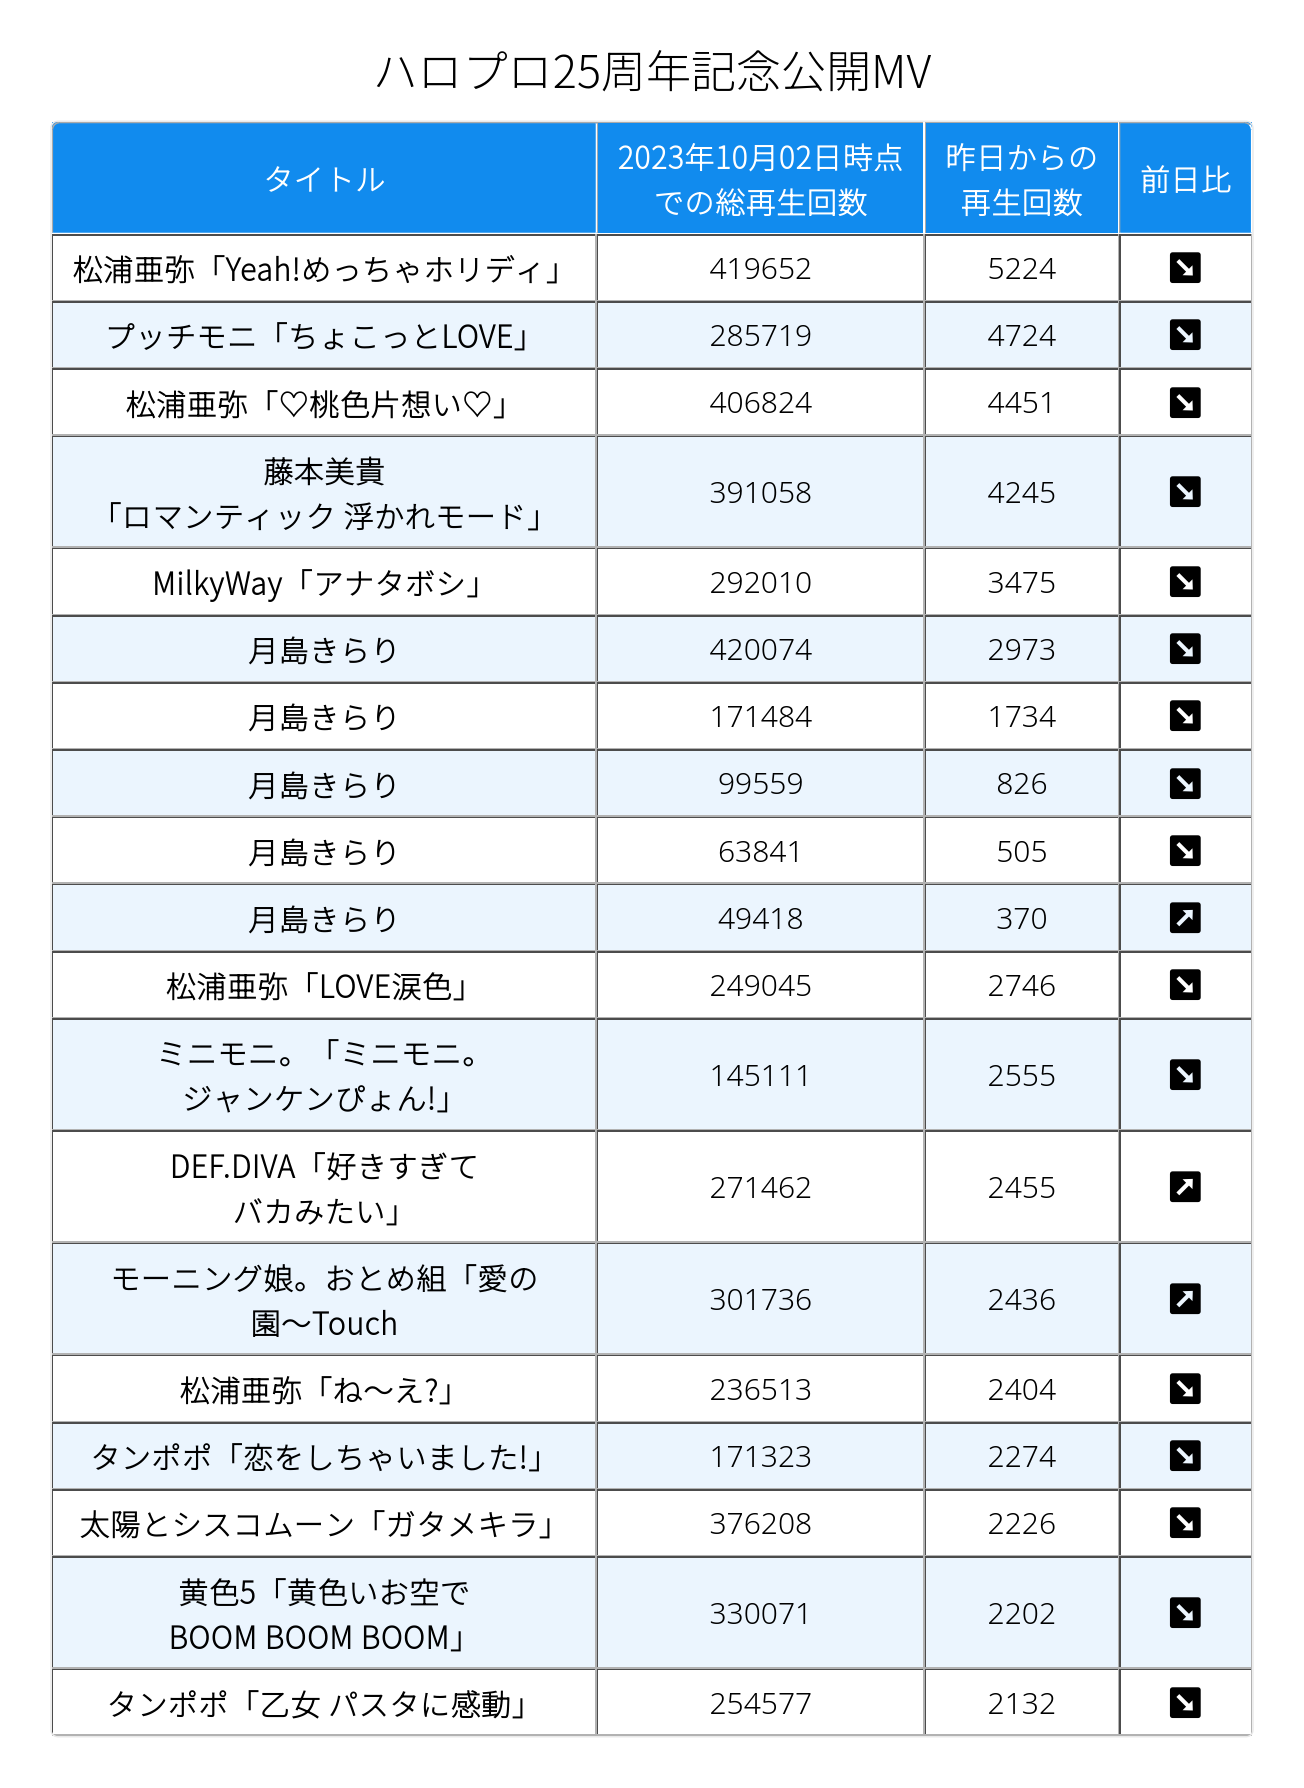 ハロプロ25周年記念公開MV
タイトル
2023年10月02日時点
での総再生回数
昨日からの
再生回数
前日比
松浦亜弥「Yeah!めっちゃホリディ」
419652
5224
プッチモニ「ちょこっとLOVE」
285719
4724
松浦亜弥「♡桃色片想い♡」
406824
4451
藤本美貴
「ロマンティック 浮かれモード」
391058
4245
MilkyWay「アナタボシ」
292010
3475
月島きらり
420074
2973
月島きらり
171484
1734
月島きらり
99559
826
月島きらり
63841
505
月島きらり
49418
370
松浦亜弥「LOVE涙色」
249045
2746
ミニモニ。「ミニモニ。
ジャンケンぴょん!」
145111
2555
DEF.DIVA「好きすぎて
バカみたい」
271462
2455
モーニング娘。おとめ組「愛の
園〜Touch
301736
2436
松浦亜弥「ね〜え?」
236513
2404
タンポポ「恋をしちゃいました!」
171323
2274
太陽とシスコムーン「ガタメキラ」
376208
2226
黄色5「黄色いお空で
BOOM BOOM BOOM」
330071
2202
タンポポ「乙女 パスタに感動」
254577
2132